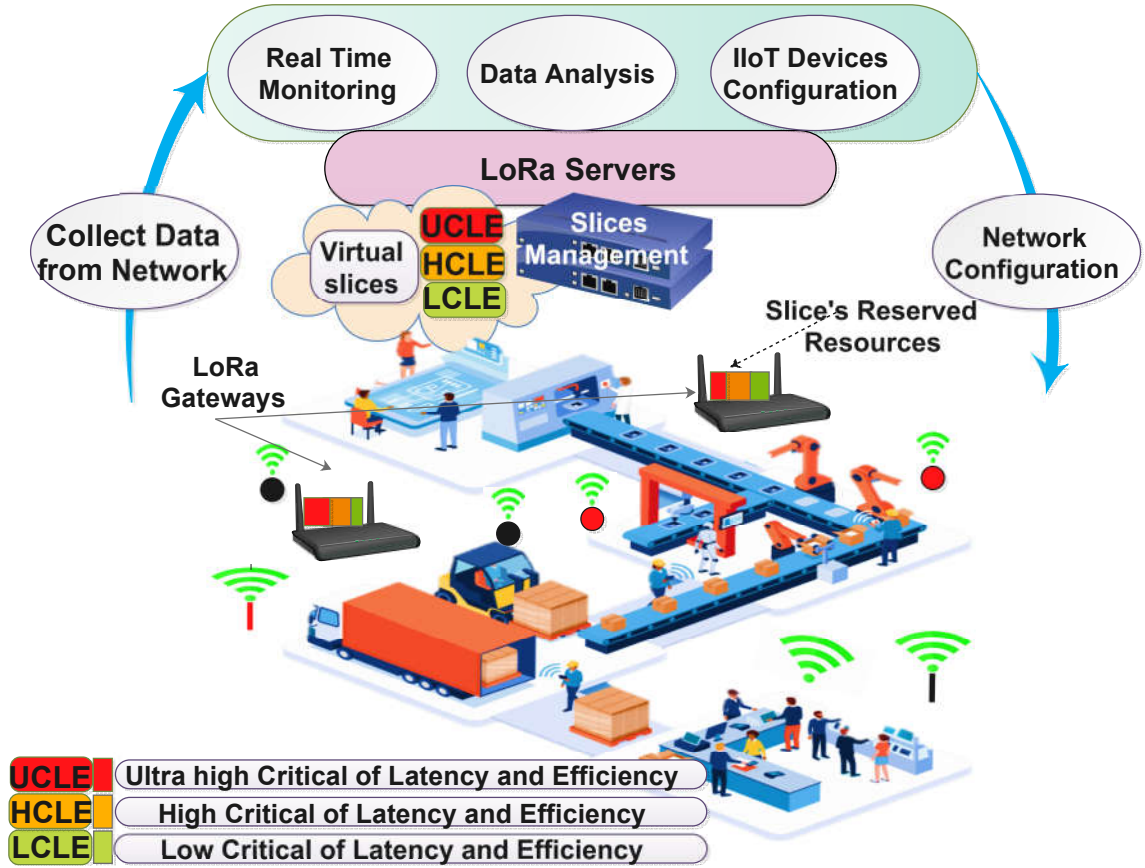 Real Time
Monitoring
Data Analysis
IIoT Devices
Configuration
LoRa Servers
Collect Data
from Network
Virtual
slices
UCLE
HCLE
LCLE
Slices
Management
Network
Configuration
Slice's Reserved
Resources
LoRa
Gateways
UCLE
Ultra high Critical of Latency and Efficiency
HCLE
High Critical of Latency and Efficiency
LCLE
Low Critical of Latency and Efficiency